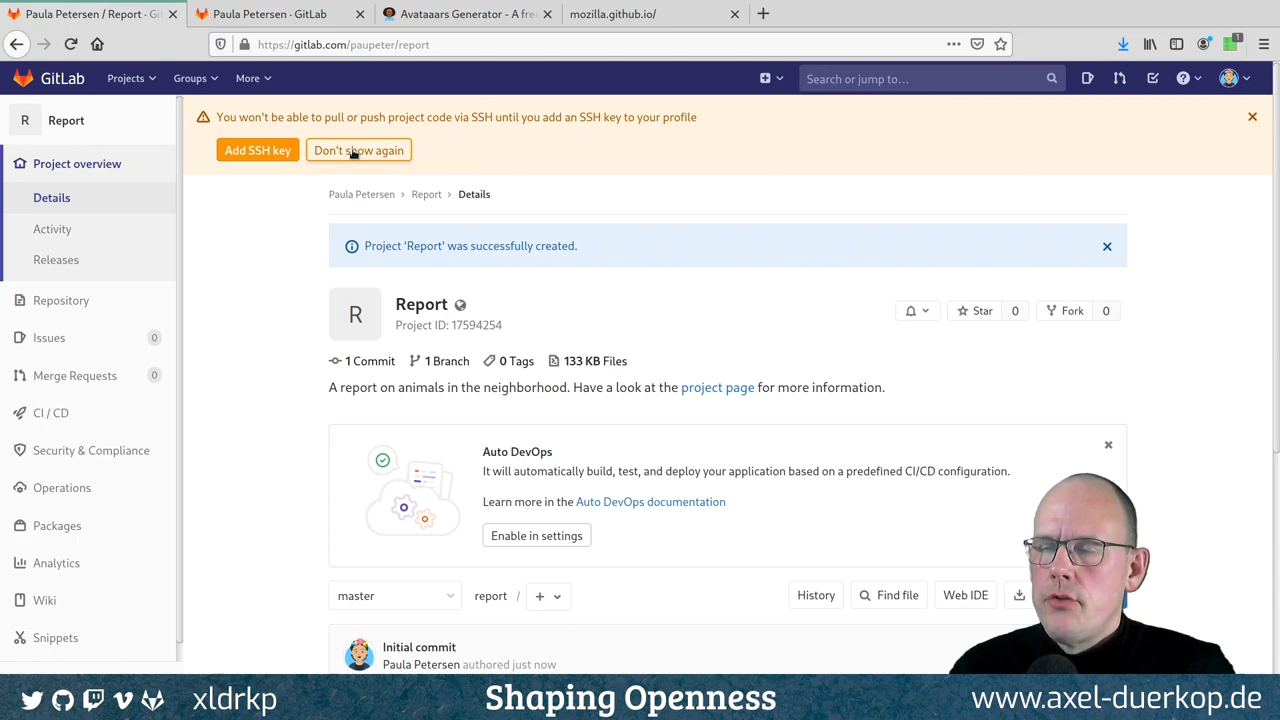 Paula Petersen / Report · G
Paula Petersen · GitLab
Avataaars Generator - A fre
mozilla.github.io/
https://gitlab.com/paupeter/report
1
GitLab
Projects
Groups
More
Search or jump to…
R
Report
You won't be able to pull or push project code via SSH until you add an SSH key to your profile
Add SSH key
Don't show again
Project overview
Details
Activity
Releases
Repository
Issues
0
Merge Requests
0
CI / CD
Security & Compliance
Operations
Packages
Analytics
Wiki
Snippets
Paula Petersen > Report > Details
Project 'Report' was successfully created.
R
Report
Project ID: 17594254
Star 0
Fork 0
1 Commit 1 Branch 0 Tags 133 KB Files
A report on animals in the neighborhood. Have a look at the project page for more information.
Auto DevOps
It will automatically build, test, and deploy your application based on a predefined CI/CD configuration.
Learn more in the Auto DevOps documentation
Enable in settings
master
report /
+
History
Find file
Web IDE
Initial commit
Paula Petersen authored just now
xldrkp
Shaping Openness
www.axel-duerkop.de